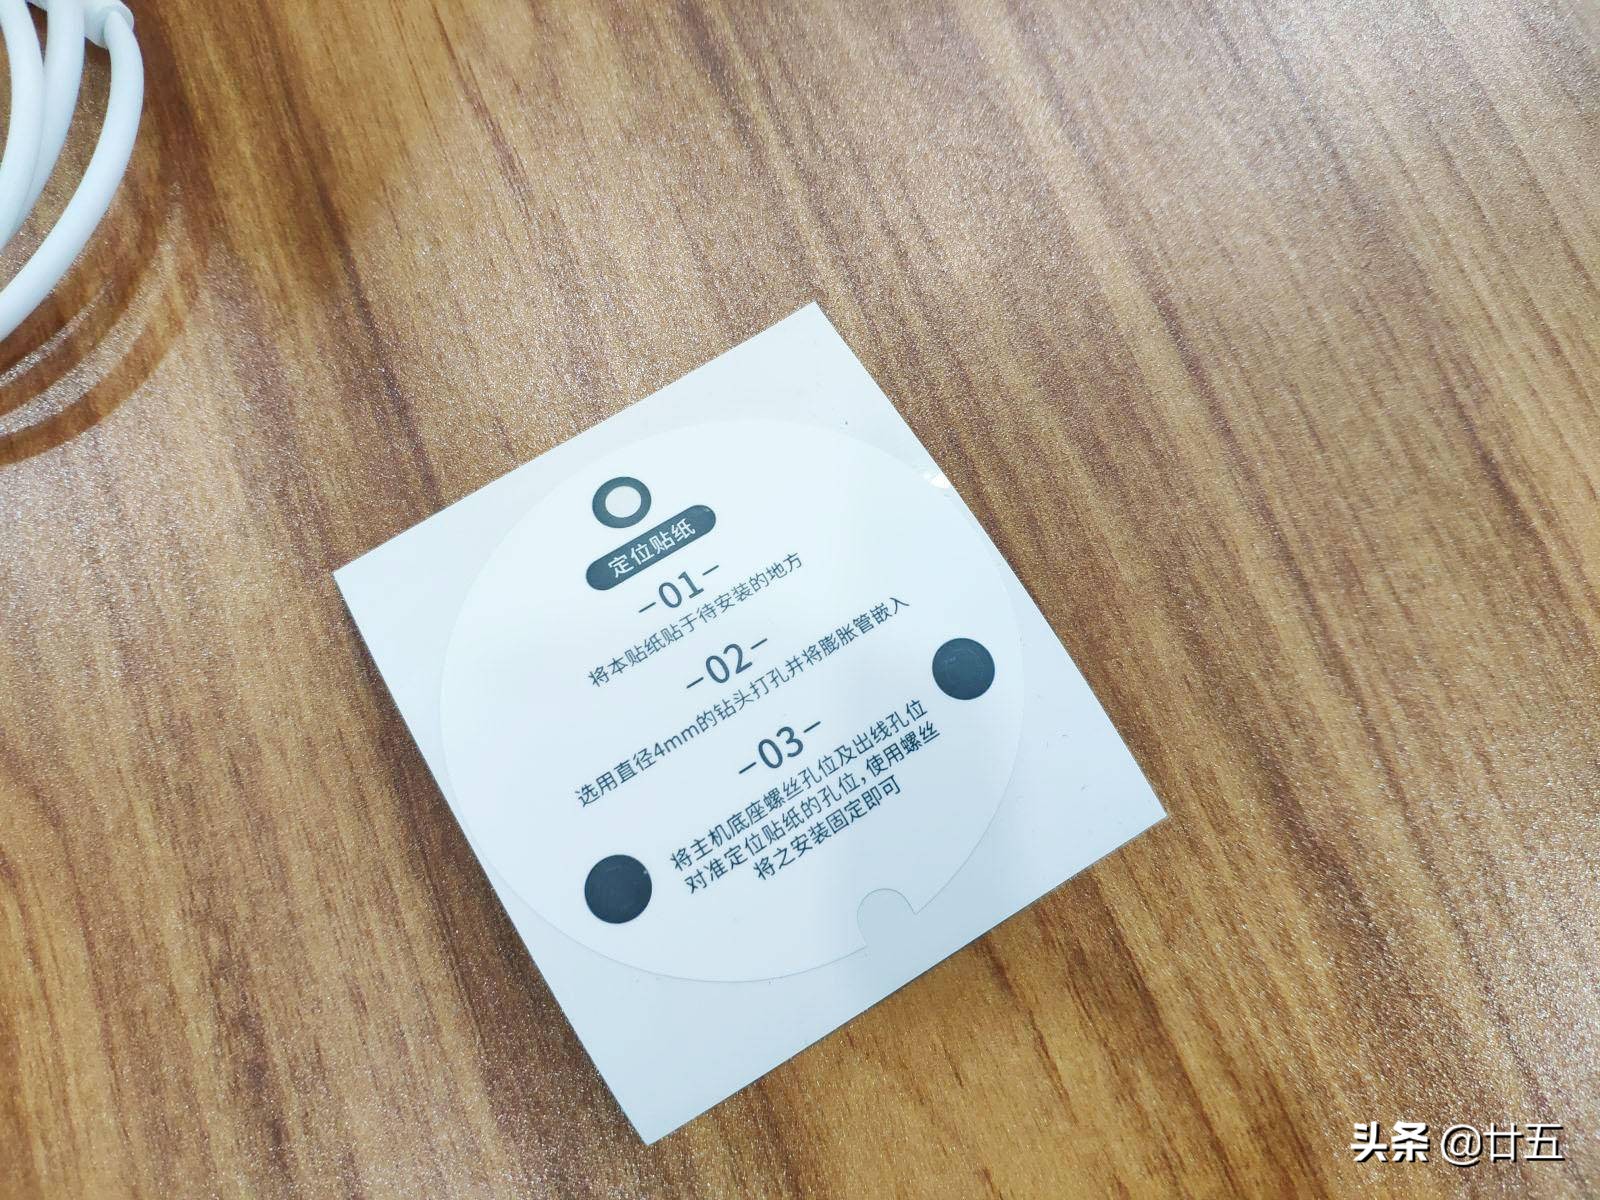 定位贴纸
-01-
将本贴纸贴于待安装的地方
-02-
选用直径4mm的钻头打孔并将膨胀管嵌入
-03-
将主机底座螺丝孔位及出线孔位
对准定位贴纸的孔位,使用螺丝
将之安装固定即可
头条 @廿五